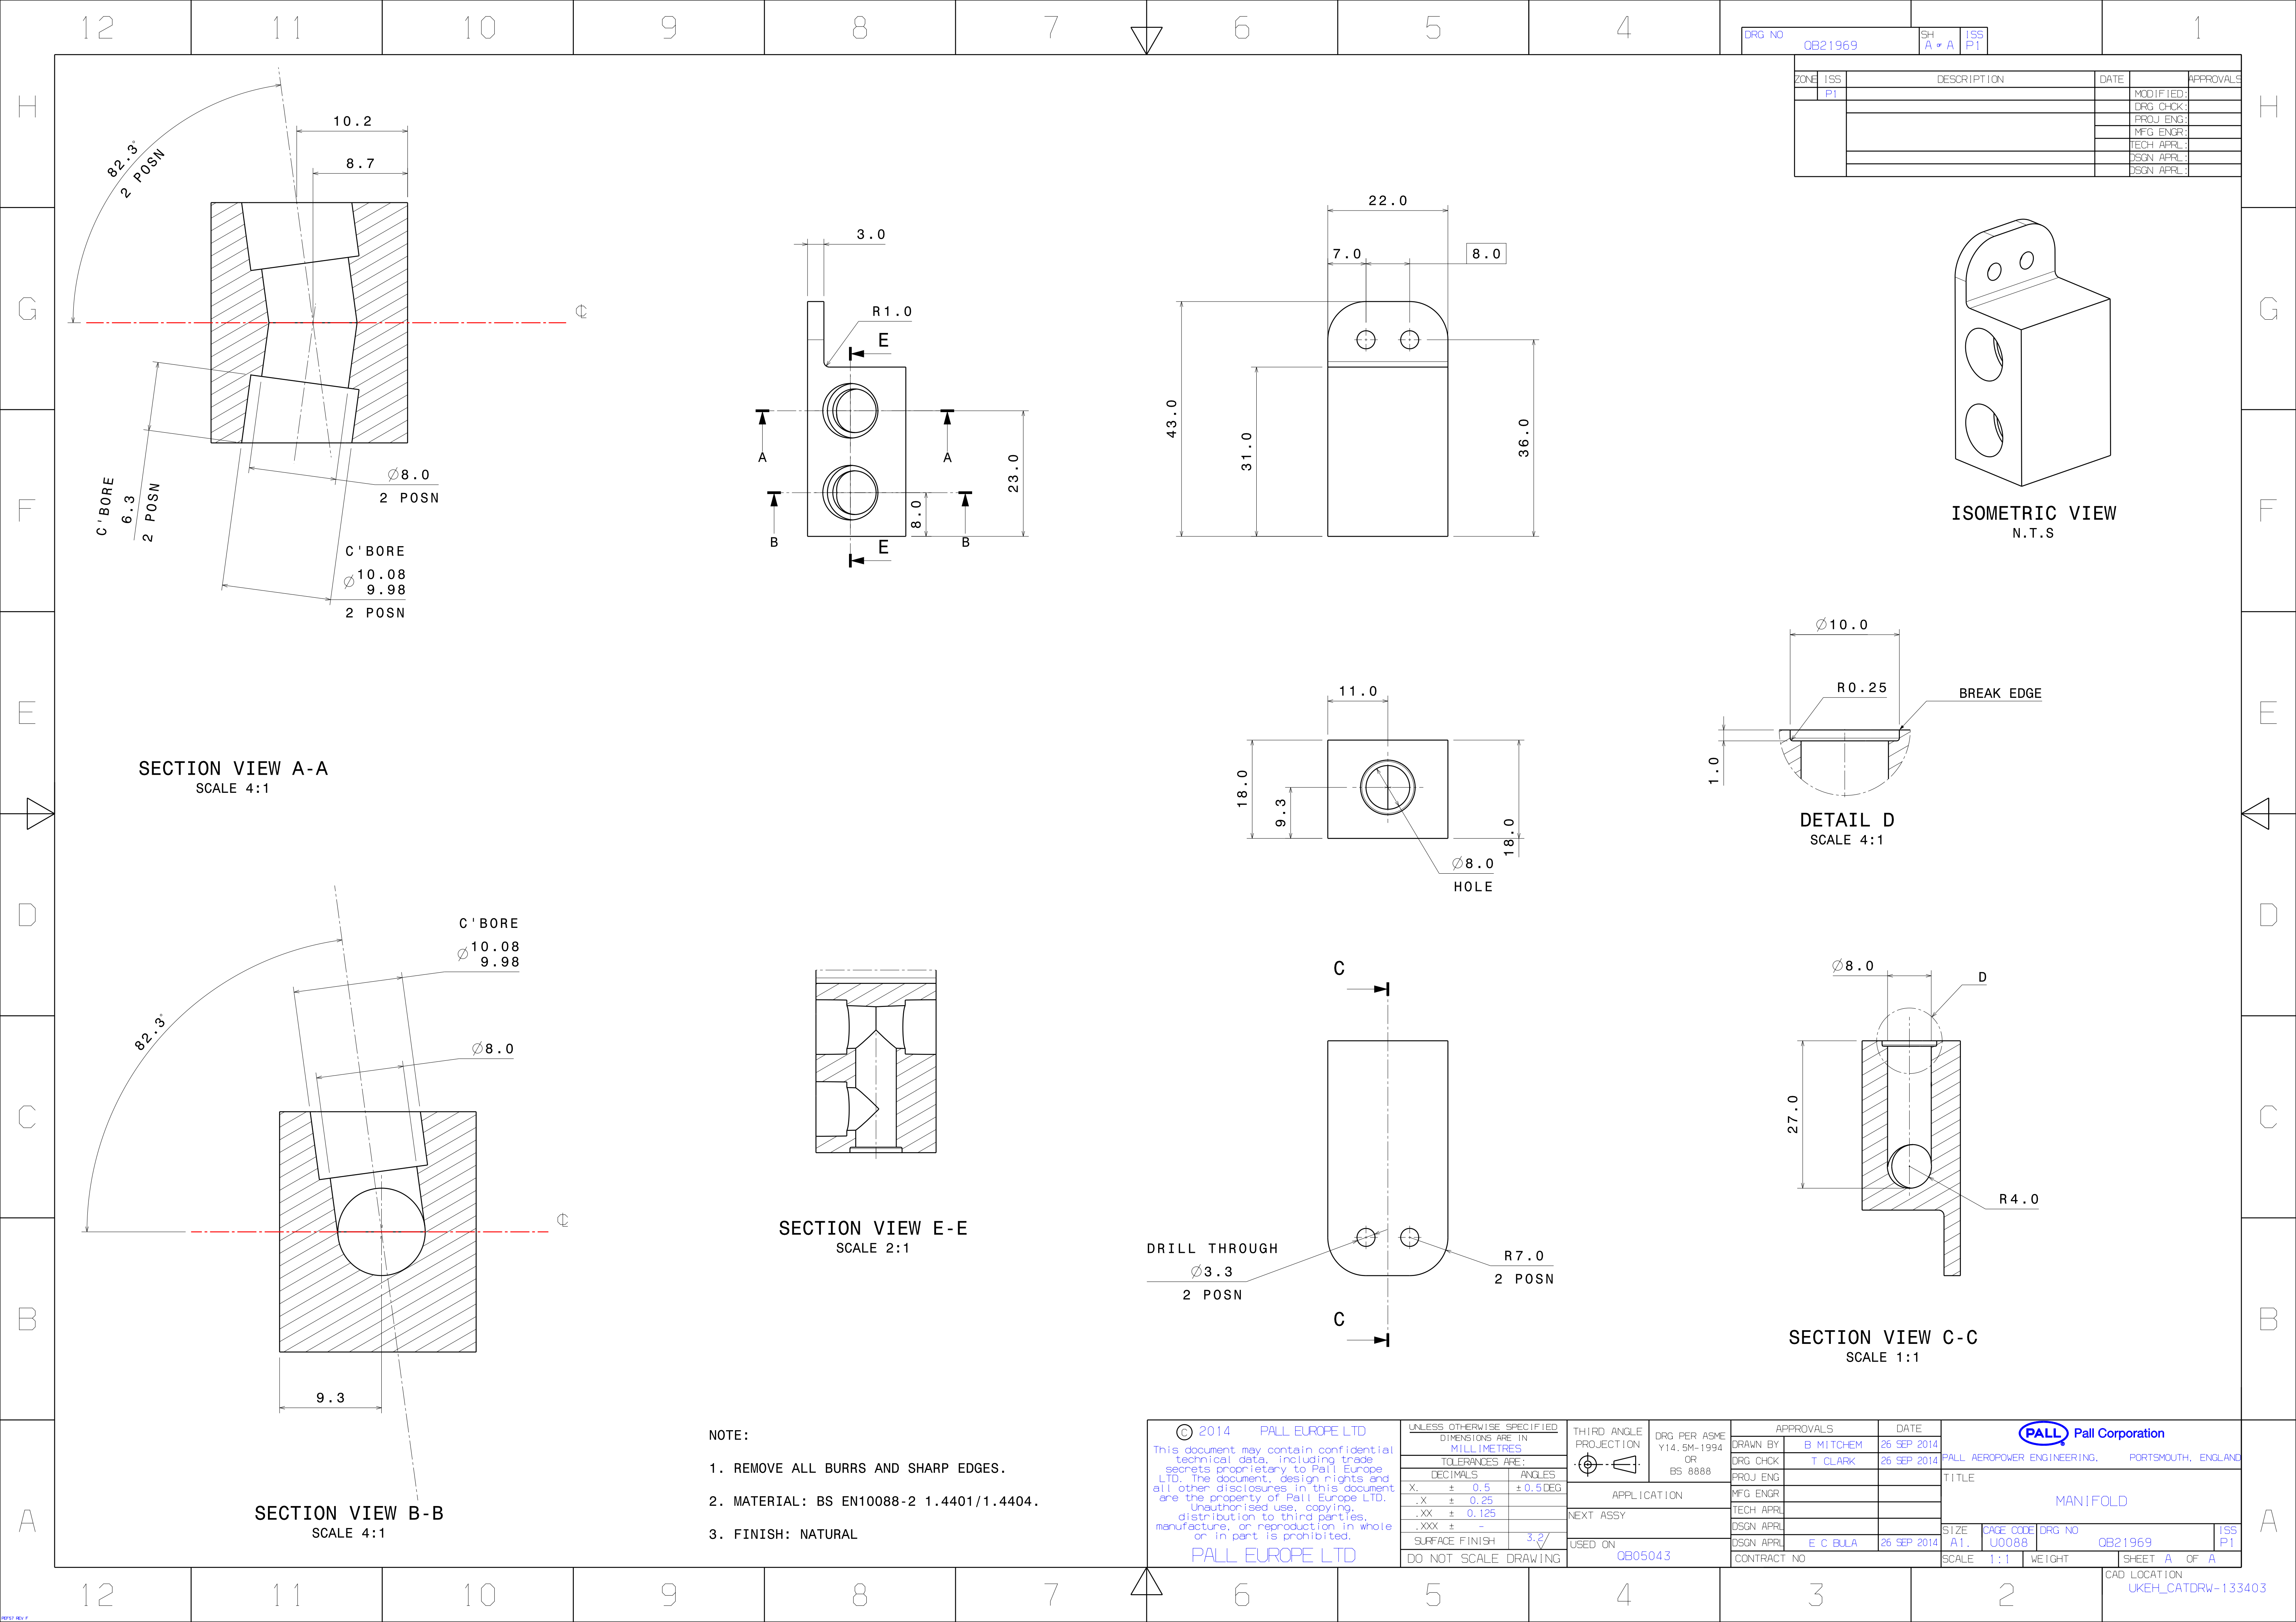 12 11 10 9 8 7 6 5 4 1
DRG NO QB21969
SH A OF A
ISS P1
ZONE ISS DESCRIPTION DATE APPROVALS
P1 MODIFIED:
DRG CHCK:
PROJ ENG:
MFG ENGR:
TECH APRL:
DSGN APRL:
DSGN APRL:
H H
G G
F F
E E
D D
C C
B B
A A
82.3°
2 POSN
10.2
8.7
℄
C'BORE
6.3
2 POSN
Ø8.0
2 POSN
C'BORE
Ø10.08
9.98
2 POSN
SECTION VIEW A-A
SCALE 4:1
3.0
R1.0
E
A A
B B
E
23.0
8.0
22.0
7.0
8.0
43.0
31.0
36.0
ISOMETRIC VIEW
N.T.S
11.0
18.0
9.3
18.0
Ø8.0
HOLE
Ø10.0
R0.25
BREAK EDGE
1.0
DETAIL D
SCALE 4:1
C'BORE
Ø10.08
9.98
82.3°
Ø8.0
℄
9.3
SECTION VIEW B-B
SCALE 4:1
SECTION VIEW E-E
SCALE 2:1
C
DRILL THROUGH
Ø3.3
2 POSN
R7.0
2 POSN
C
Ø8.0
D
27.0
R4.0
SECTION VIEW C-C
SCALE 1:1
NOTE:
1. REMOVE ALL BURRS AND SHARP EDGES.
2. MATERIAL: BS EN10088-2 1.4401/1.4404.
3. FINISH: NATURAL
© 2014 PALL EUROPE LTD
This document may contain confidential
technical data, including trade
secrets proprietary to Pall Europe
LTD. The document, design rights and
all other disclosures in this document
are the property of Pall Europe LTD.
Unauthorised use, copying,
distribution to third parties,
manufacture, or reproduction in whole
or in part is prohibited.
PALL EUROPE LTD
UNLESS OTHERWISE SPECIFIED
DIMENSIONS ARE IN
MILLIMETRES
TOLERANCES ARE:
DECIMALS ANGLES
X. ± 0.5 ± 0.5 DEG
.X ± 0.25
.XX ± 0.125
.XXX ± -
SURFACE FINISH 3.2
DO NOT SCALE DRAWING
THIRD ANGLE
PROJECTION
DRG PER ASME
Y14.5M-1994
OR
BS 8888
APPLICATION
NEXT ASSY
USED ON
QB05043
APPROVALS DATE
DRAWN BY B MITCHEM 26 SEP 2014
DRG CHCK T CLARK 26 SEP 2014
PROJ ENG
MFG ENGR
TECH APRL
DSGN APRL
DSGN APRL E C BULA 26 SEP 2014
CONTRACT NO
PALL Pall Corporation
PALL AEROPOWER ENGINEERING, PORTSMOUTH, ENGLAND
TITLE
MANIFOLD
SIZE A1.
CAGE CODE U0088
DRG NO QB21969
ISS P1
SCALE 1:1 WEIGHT SHEET A OF A
CAD LOCATION
UKEH_CATDRW-133403
12 11 10 9 8 7 6 5 4 3 2